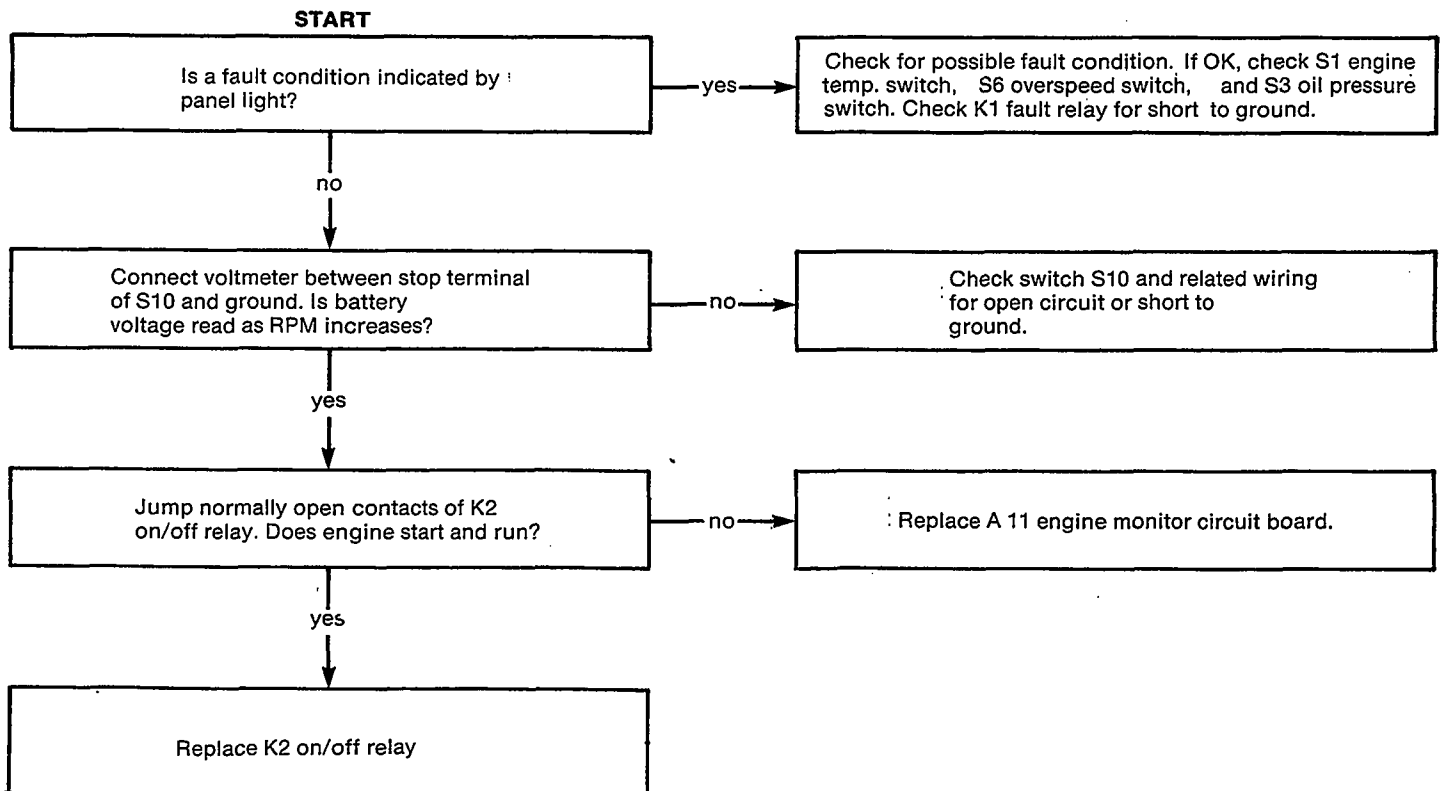 START
Is a fault condition indicated by
panel light?
yes
Check for possible fault condition. If OK, check S1 engine
temp. switch, S6 overspeed switch, and S3 oil pressure
switch. Check K1 fault relay for short to ground.
no
Connect voltmeter between stop terminal
of S10 and ground. Is battery
voltage read as RPM increases?
no
Check switch S10 and related wiring
for open circuit or short to
ground.
yes
Jump normally open contacts of K2
on/off relay. Does engine start and run?
no
Replace A 11 engine monitor circuit board.
yes
Replace K2 on/off relay